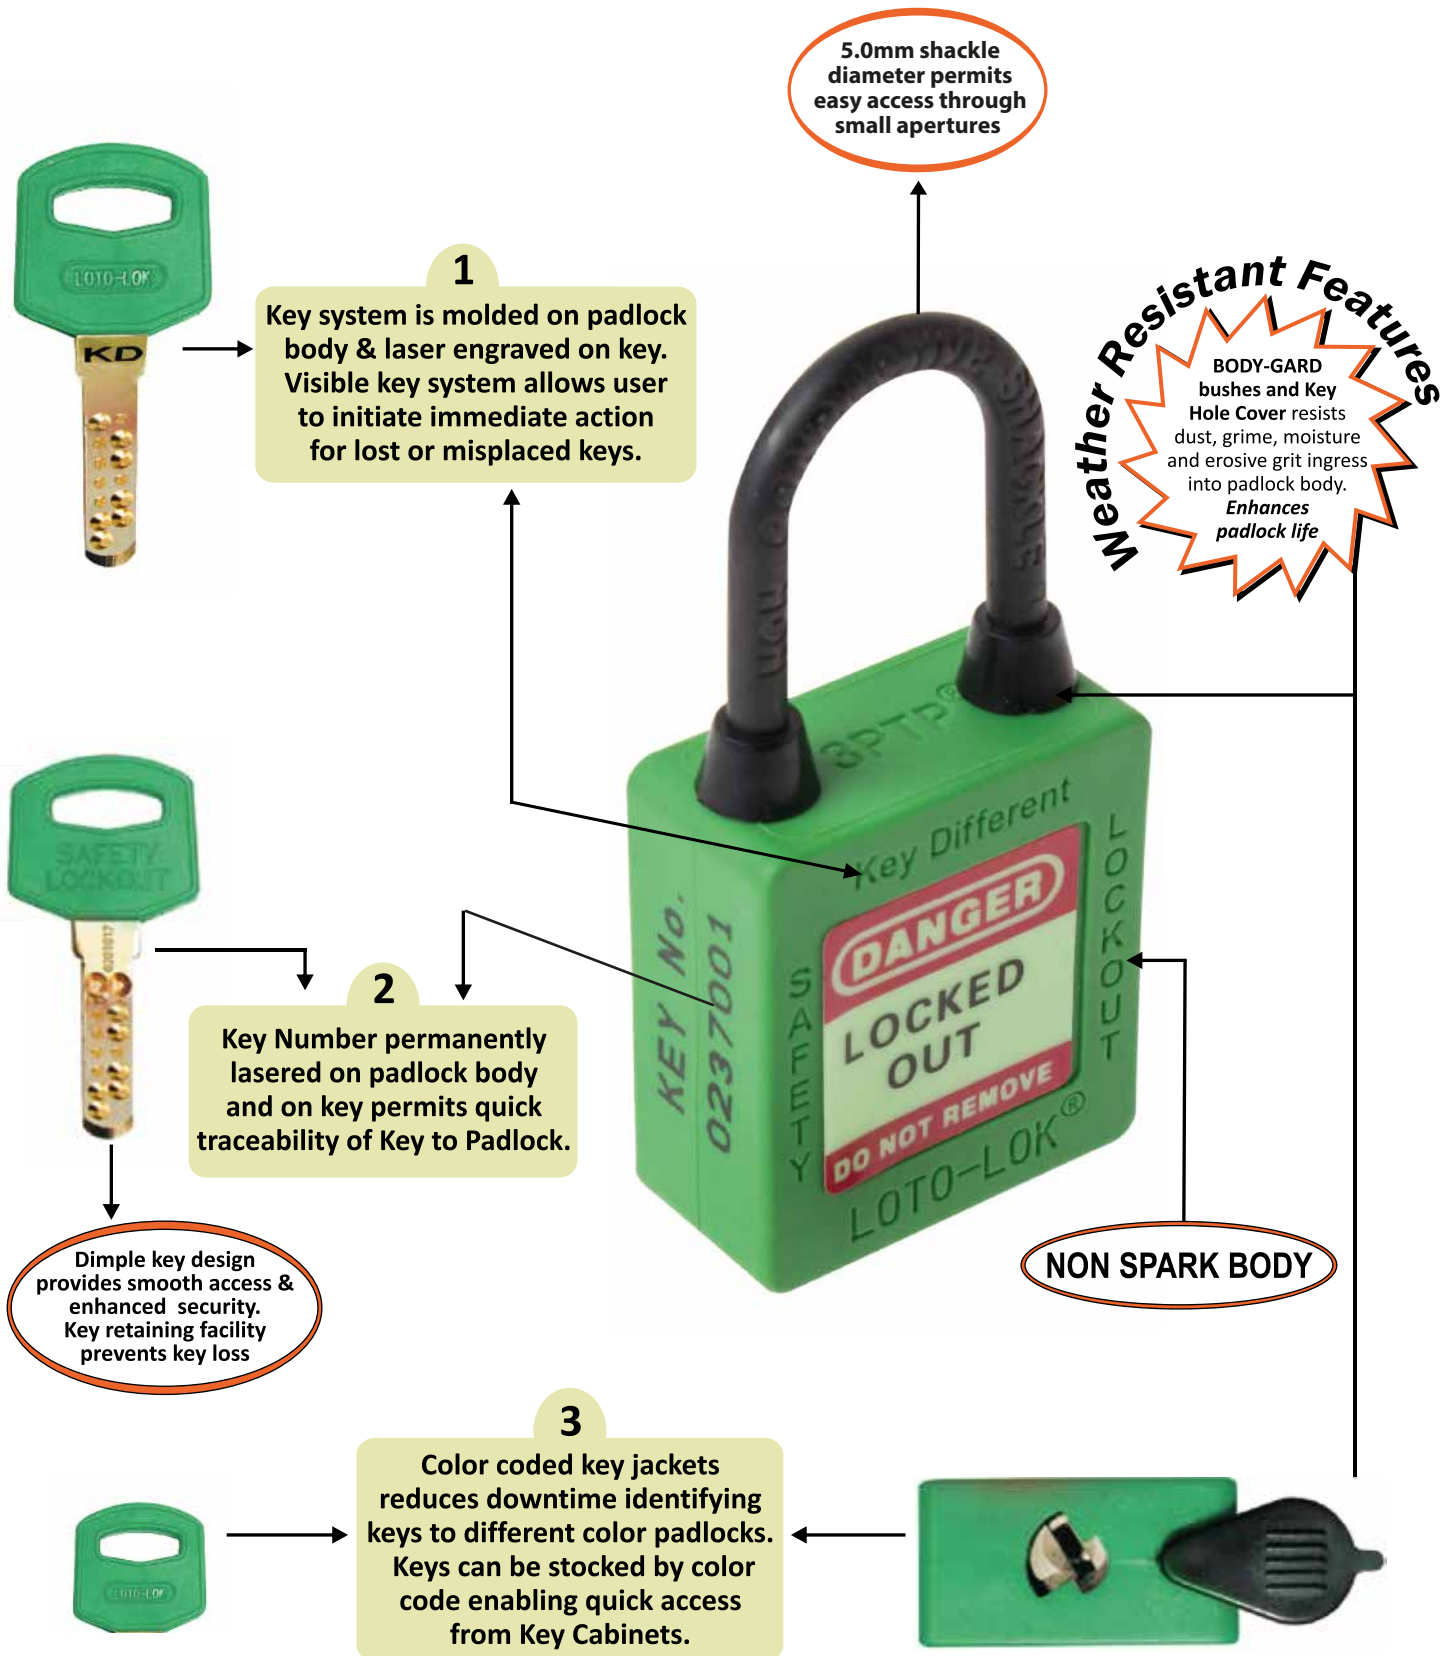 5.0mm shackle
diameter permits
easy access through
small apertures
LOTO-LOK
KD
1
Key system is molded on padlock
body & laser engraved on key.
Visible key system allows user
to initiate immediate action
for lost or misplaced keys.
Weather Resistant Features
BODY-GARD
bushes and Key
Hole Cover resists
dust, grime, moisture
and erosive grit ingress
into padlock body.
Enhances
padlock life
SHACKLE
NON
3PTP®
Key Different
LOCKOUT
SAFETY
DANGER
LOCKED
OUT
DO NOT REMOVE
LOTO-LOK®
KEY No.
0237001
SAFETY
LOCKOUT
2
Key Number permanently
lasered on padlock body
and on key permits quick
traceability of Key to Padlock.
Dimple key design
provides smooth access &
enhanced security.
Key retaining facility
prevents key loss
NON SPARK BODY
3
Color coded key jackets
reduces downtime identifying
keys to different color padlocks.
Keys can be stocked by color
code enabling quick access
from Key Cabinets.
LOTO-LOK